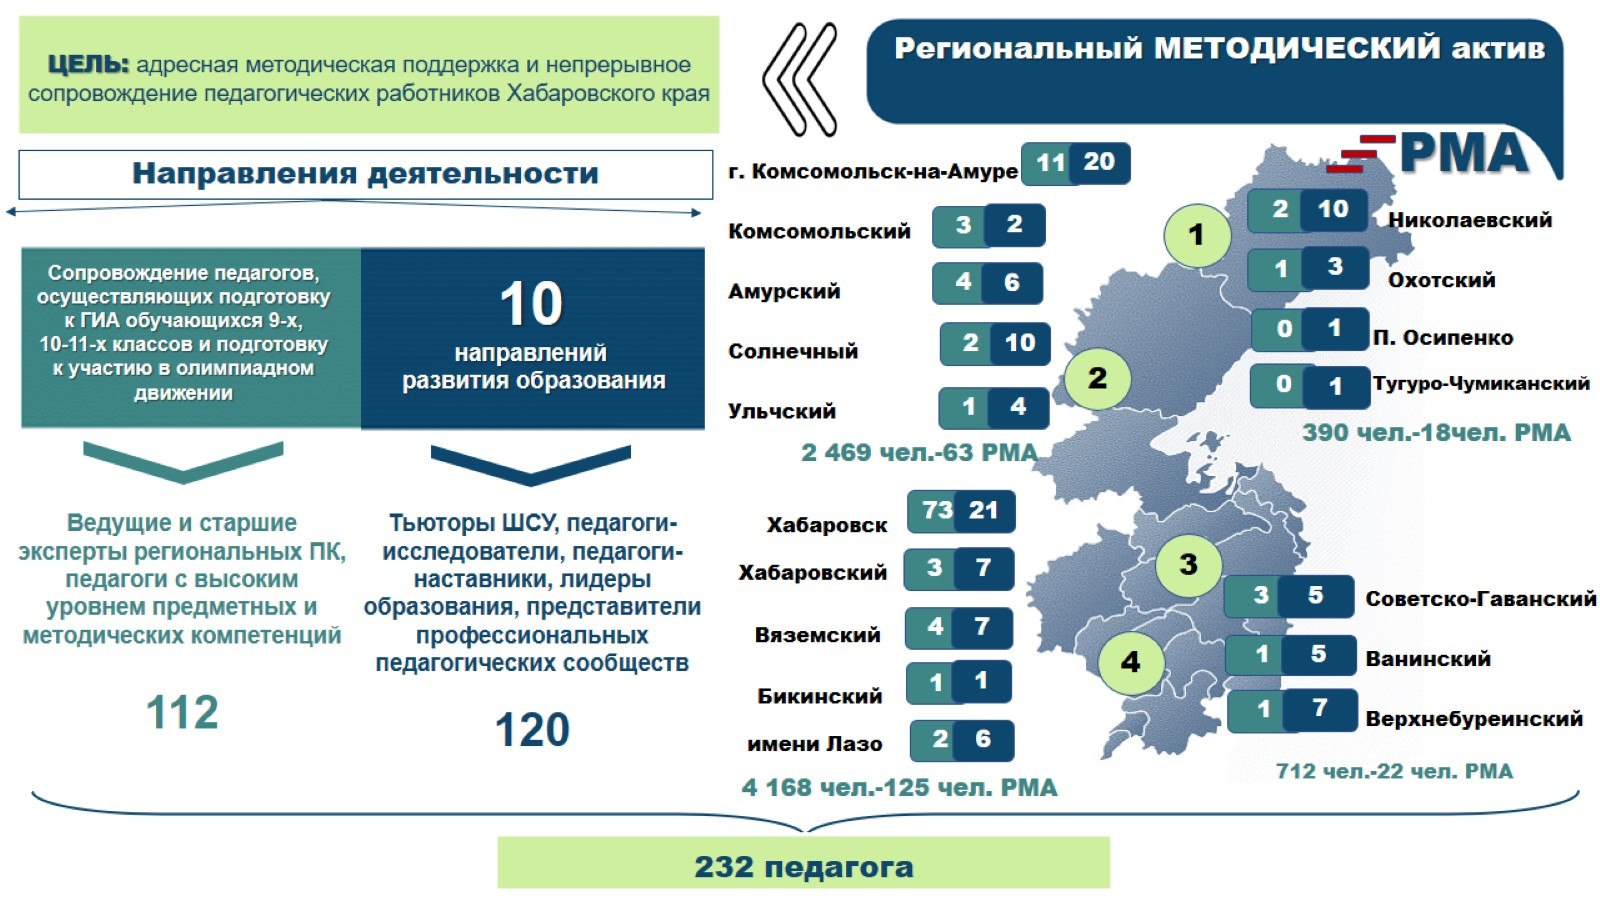 ЦЕЛЬ: адресная методическая поддержка и непрерывное
сопровождение педагогических работников Хабаровского края
Региональный МЕТОДИЧЕСКИЙ актив
РМА
Направления деятельности
Сопровождение педагогов,
осуществляющих подготовку
к ГИА обучающихся 9-х,
10-11-х классов и подготовку
к участию в олимпиадном
движении
10
направлений
развития образования
Ведущие и старшие
эксперты региональных ПК,
педагоги с высоким
уровнем предметных и
методических компетенций
112
Тьюторы ШСУ, педагоги-
исследователи, педагоги-
наставники, лидеры
образования, представители
профессиональных
педагогических сообществ
120
г. Комсомольск-на-Амуре 11 20
Комсомольский 3 2
Амурский 4 6
Солнечный 2 10
Ульчский 1 4
2 469 чел.-63 РМА
Хабаровск 73 21
Хабаровский 3 7
Вяземский 4 7
Бикинский 1 1
имени Лазо 2 6
4 168 чел.-125 чел. РМА
1
2
3
4
2 10 Николаевский
1 3 Охотский
0 1 П. Осипенко
0 1 Тугуро-Чумиканский
390 чел.-18чел. РМА
3 5 Советско-Гаванский
1 5 Ванинский
1 7 Верхнебуреинский
712 чел.-22 чел. РМА
232 педагога